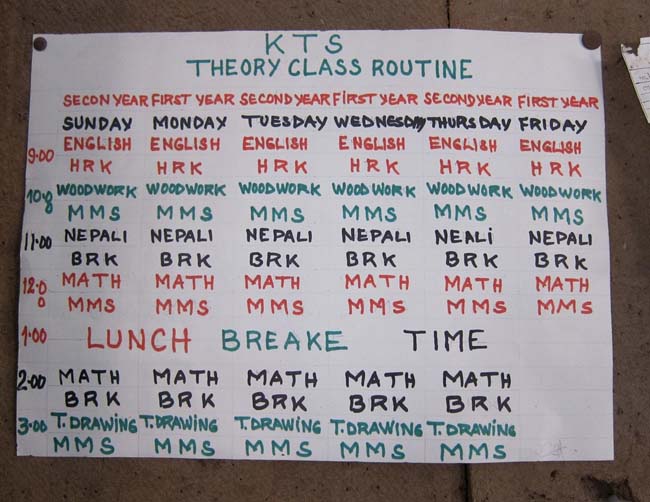 KTS
THEORY CLASS ROUTINE
SECON YEAR FIRST YEAR SECOND YEAR FIRST YEAR SECOND YEAR FIRST YEAR
SUNDAY MONDAY TUESDAY WEDNESDAY THURSDAY FRIDAY
9.00 ENGLISH ENGLISH ENGLISH ENGLISH ENGLISH ENGLISH
HRK HRK HRK HRK HRK HRK
WOODWORK WOODWORK WOODWORK WOODWORK WOODWORK WOODWORK
MMS MMS MMS MMS MMS MMS
11.00 NEPALI NEPALI NEPALI NEPALI NEALI NEPALI
BRK BRK BRK BRK BRK BRK
12.00 MATH MATH MATH MATH MATH MATH
MMS MMS MMS MMS MMS MMS
1.00 LUNCH BREAKE TIME
2.00 MATH MATH MATH MATH MATH
BRK BRK BRK BRK BRK
3.00 T.DRAWING T.DRAWING T.DRAWING T.DRAWING T.DRAWING
MMS MMS MMS MMS MMS